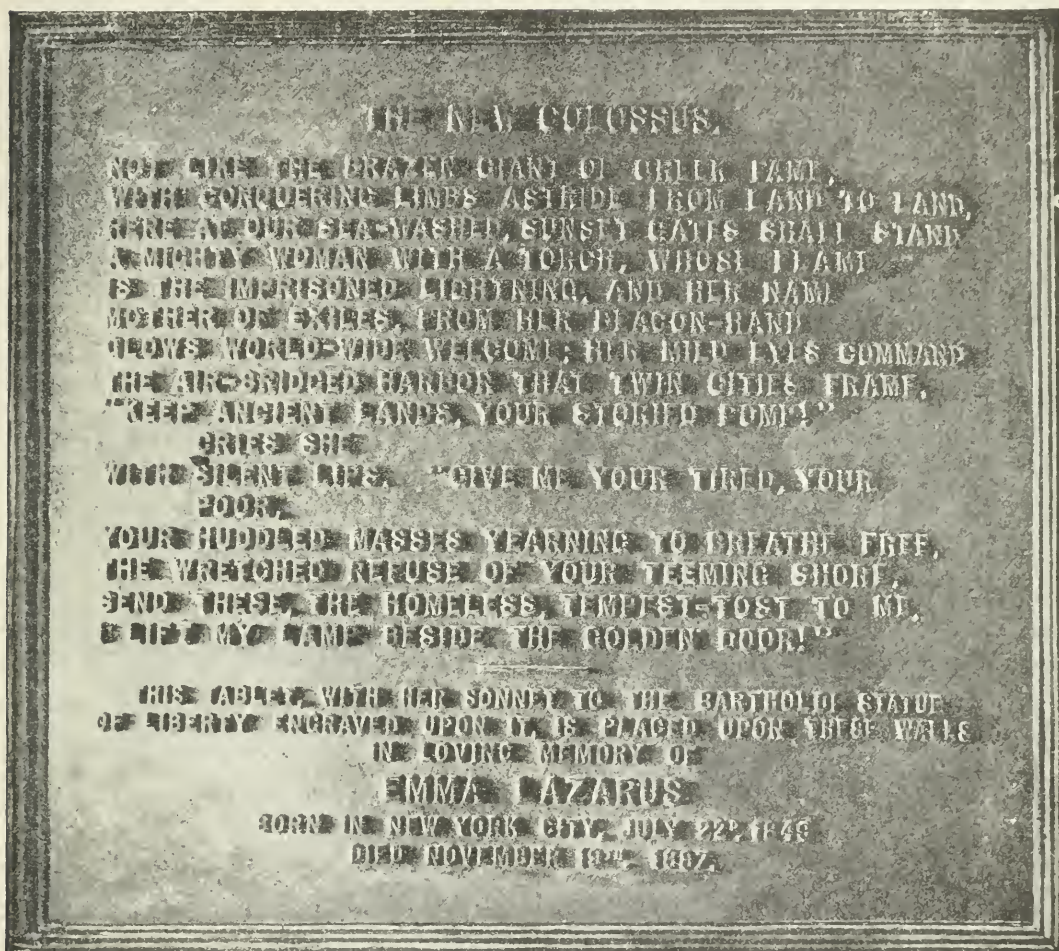 THE NEW COLOSSUS.
NOT LIKE THE BRAZEN GIANT OF GREEK FAME,
WITH CONQUERING LIMBS ASTRIDE FROM LAND TO LAND,
HERE AT OUR SEA-WASHED, SUNSET GATES SHALL STAND
A MIGHTY WOMAN WITH A TORCH, WHOSE FLAME
IS THE IMPRISONED LIGHTNING, AND HER NAME
MOTHER OF EXILES. FROM HER BEACON-HAND
GLOWS WORLD-WIDE WELCOME; HER MILD EYES COMMAND
THE AIR-BRIDGED HARBOR THAT TWIN CITIES FRAME,
"KEEP ANCIENT LANDS, YOUR STORIED POMP!"
CRIES SHE
WITH SILENT LIPS. "GIVE ME YOUR TIRED, YOUR
POOR,
YOUR HUDDLED MASSES YEARNING TO BREATHE FREE,
THE WRETCHED REFUSE OF YOUR TEEMING SHORE,
SEND THESE, THE HOMELESS, TEMPEST-TOST TO ME,
I LIFT MY LAMP BESIDE THE GOLDEN DOOR!"
THIS TABLET, WITH HER SONNET TO THE BARTHOLDI STATUE
OF LIBERTY ENGRAVED UPON IT, IS PLACED UPON THESE WALLS
IN LOVING MEMORY OF
EMMA LAZARUS
BORN IN NEW YORK CITY, JULY 22D, 1849
DIED NOVEMBER 19TH, 1887.